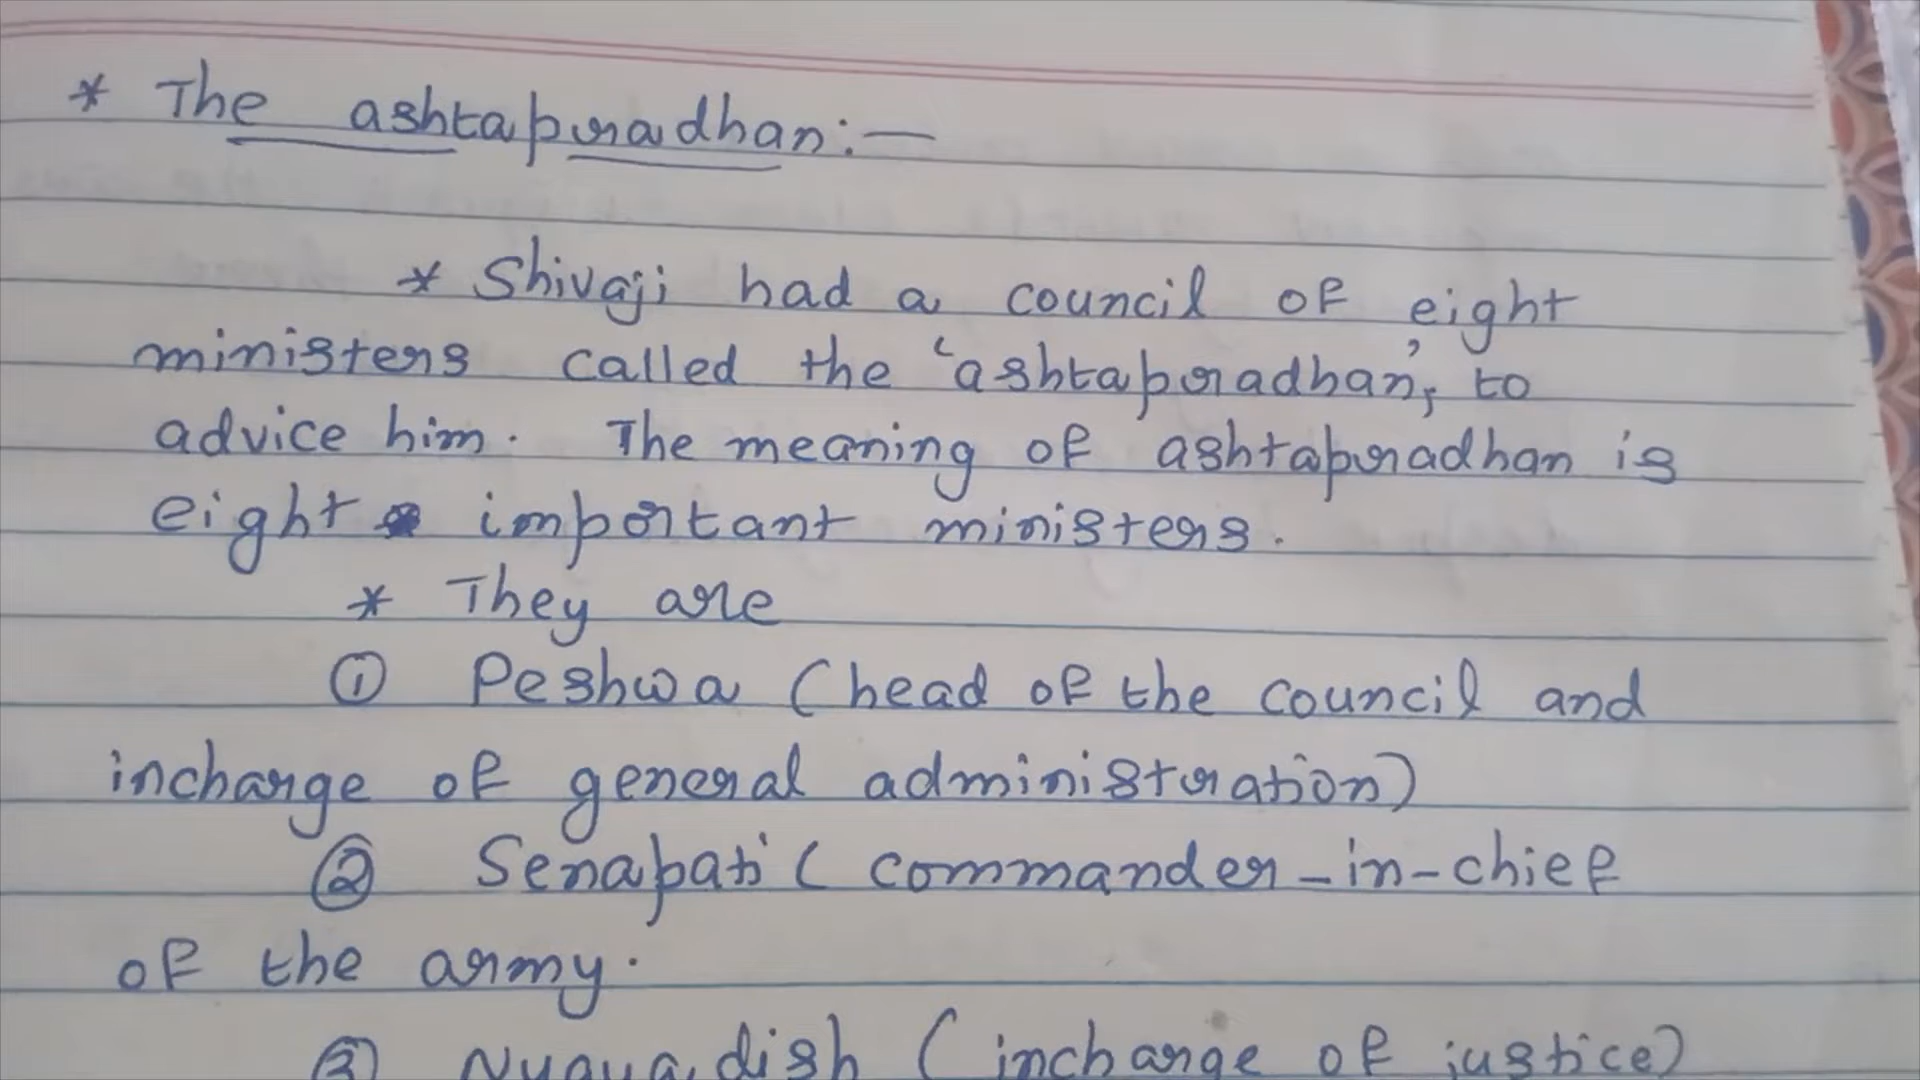 * The ashtapradhan:—
* Shivaji had a council of eight
ministers called the 'ashtapradhan', to
advice him. The meaning of ashtapradhan is
eight important ministers.
* They are
① Peshwa (head of the council and
incharge of general administration)
② Senapati ( commander-in-chief
of the army.
③ Nyayadish (incharge of justice)